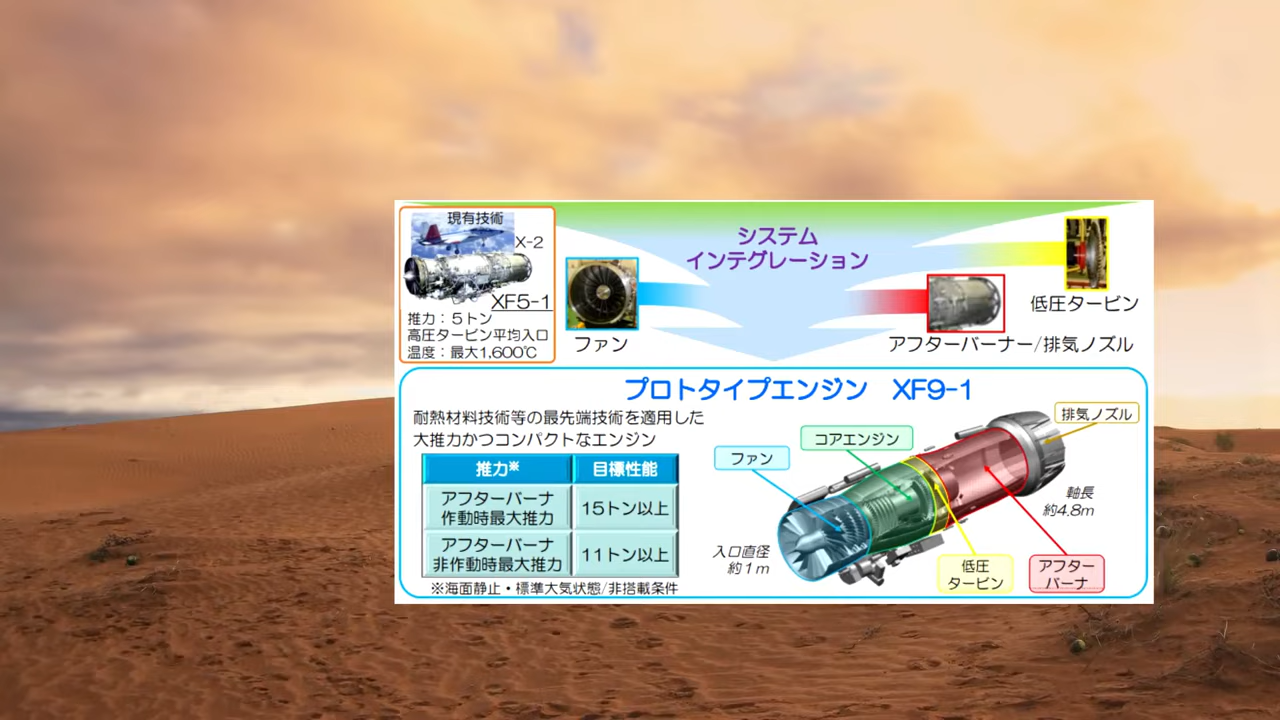 現有技術
X-2
XF5-1
推力：５トン
高圧タービン平均入口
温度：最大1,600℃
システム
インテグレーション
ファン
低圧タービン
アフターバーナー/排気ノズル
プロトタイプエンジン　XF9-1
耐熱材料技術等の最先端技術を適用した
大推力かつコンパクトなエンジン
推力※
目標性能
アフターバーナ
作動時最大推力
15トン以上
アフターバーナ
非作動時最大推力
11トン以上
※海面静止・標準大気状態/非搭載条件
ファン
コアエンジン
排気ノズル
軸長
約4.8m
入口直径
約１ｍ
低圧
タービン
アフター
バーナ